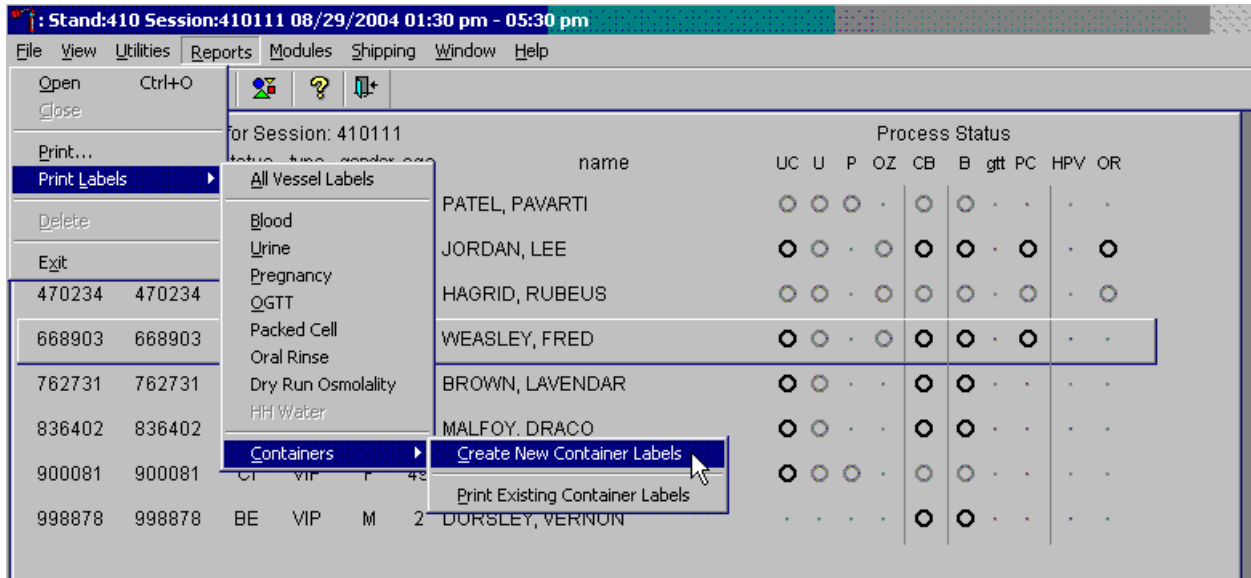 : Stand:410 Session:410111 08/29/2004 01:30 pm - 05:30 pm
File View Utilities Reports Modules Shipping Window Help
Open Ctrl+O
Close
Print...
Print Labels
Delete
Exit
All Vessel Labels
Blood
Urine
Pregnancy
OGTT
Packed Cell
Oral Rinse
Dry Run Osmolality
HH Water
Containers
Create New Container Labels
Print Existing Container Labels
for Session: 410111 Process Status
name UC U P OZ CB B gtt PC HPV OR
PATEL, PAVARTI
JORDAN, LEE
470234 470234 HAGRID, RUBEUS
668903 668903 WEASLEY, FRED
762731 762731 BROWN, LAVENDAR
836402 836402 MALFOY, DRACO
900081 900081
998878 998878 BE VIP M 2 DURSLEY, VERNON